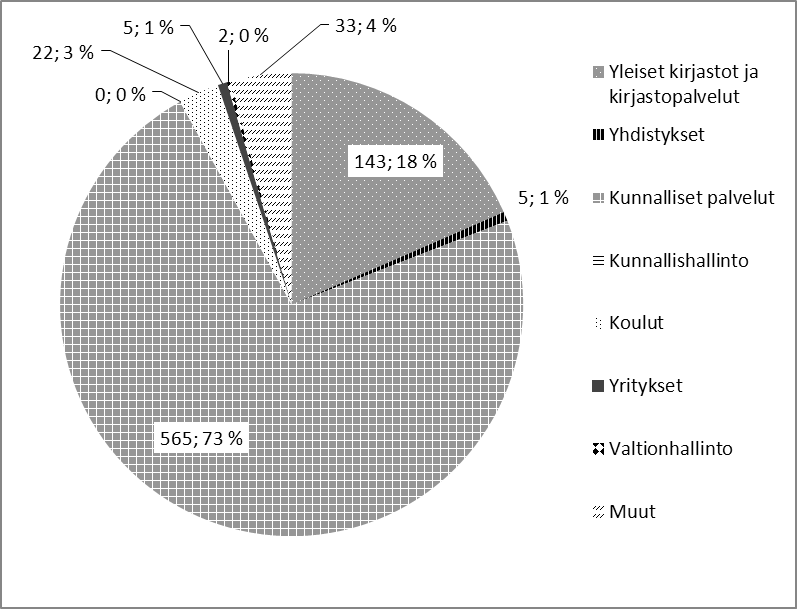 33; 4 %
5; 1 %
2; 0 %
22; 3 %
0; 0 %
143; 18 %
5; 1 %
565; 73 %
Yleiset kirjastot ja
kirjastopalvelut
Yhdistykset
Kunnalliset palvelut
Kunnallishallinto
Koulut
Yritykset
Valtionhallinto
Muut